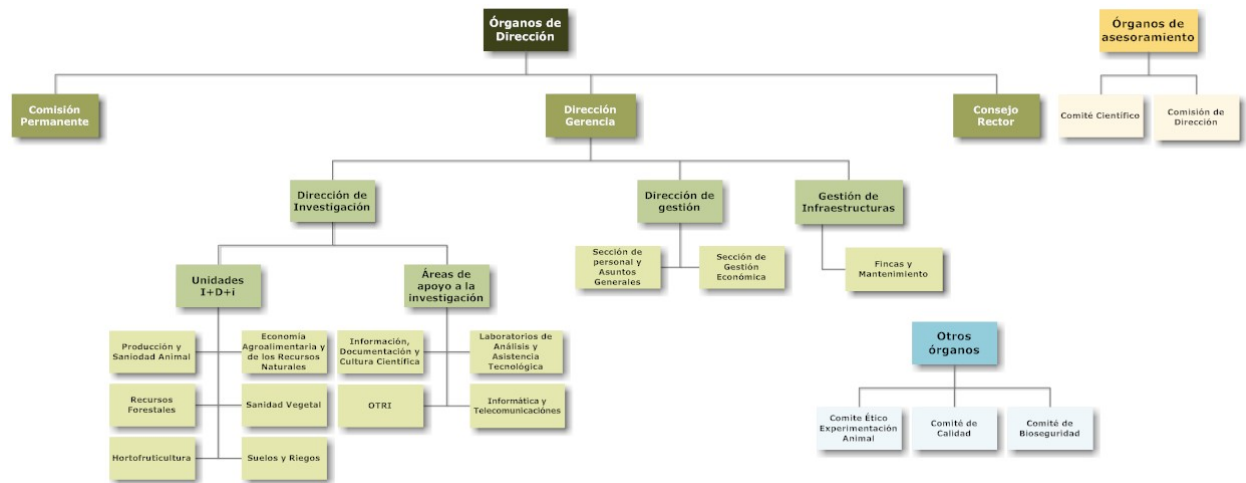 Órganos de
Dirección
Órganos de
asesoramiento
Comisión
Permanente
Dirección
Gerencia
Consejo
Rector
Comité Científico
Comisión de
Dirección
Dirección de
Investigación
Dirección de
gestión
Gestión de
Infraestructuras
Sección de
personal y
Asuntos
Generales
Sección de
Gestión
Económica
Fincas y
Mantenimiento
Unidades
I+D+i
Áreas de
apoyo a la
investigación
Producción y
Saniodad Animal
Economía
Agroalimentaria y
de los Recursos
Naturales
Información,
Documentación y
Cultura Científica
Laboratorios de
Análisis y
Asistencia
Tecnológica
Recursos
Forestales
Sanidad Vegetal
OTRI
Informàtica y
Telecomunicaciónes
Hortofruticultura
Suelos y Riegos
Otros
órganos
Comite Ético
Experimentación
Animal
Comité de
Calidad
Comité de
Bioseguridad